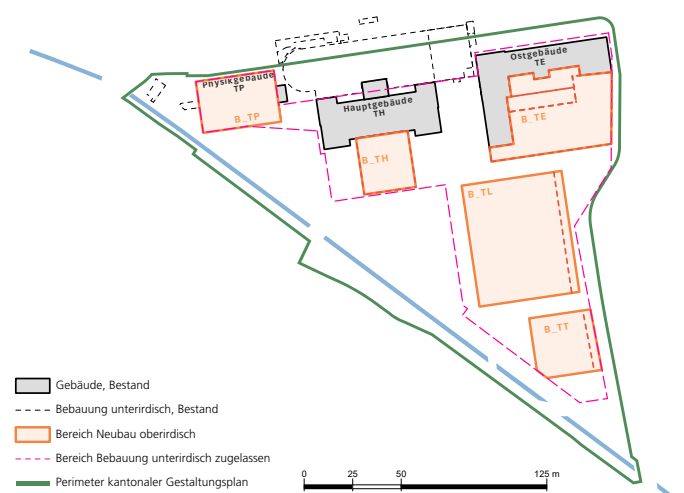 Ostgebäude
TE
Physikgebäude
TP
Hauptgebäude
TH
B_TP
B_TE
B_TH
B_TL
B_TT
Gebäude, Bestand
Bebauung unterirdisch, Bestand
Bereich Neubau oberirdisch
Bereich Bebauung unterirdisch zugelassen
Perimeter kantonaler Gestaltungsplan
0 25 50 125 m